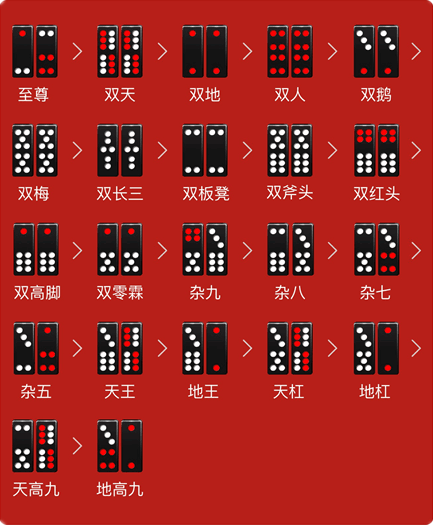 至尊 双天 双地 双人 双鹅
双梅 双长三 双板凳 双斧头 双红头
双高脚 双零霖 杂九 杂八 杂七
杂五 天王 地王 天杠 地杠
天高九 地高九